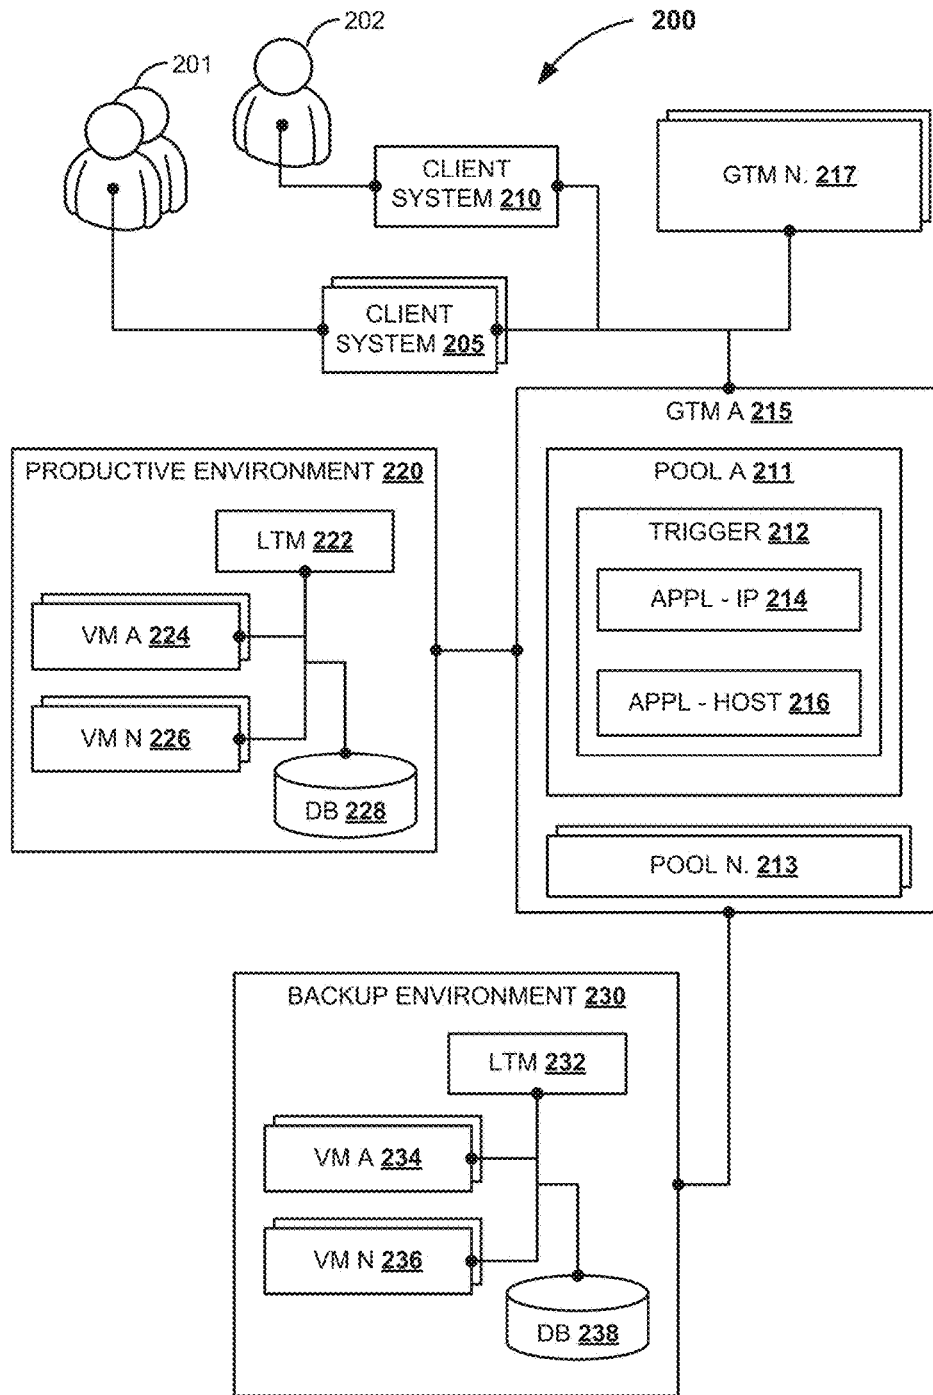 202
200
201
CLIENT
SYSTEM 210
GTM N. 217
CLIENT
SYSTEM 205
GTM A 215
PRODUCTIVE ENVIRONMENT 220
POOL A 211
LTM 222
TRIGGER 212
APPL - IP 214
VM A 224
APPL - HOST 216
VM N 226
DB 228
POOL N. 213
BACKUP ENVIRONMENT 230
LTM 232
VM A 234
VM N 236
DB 238